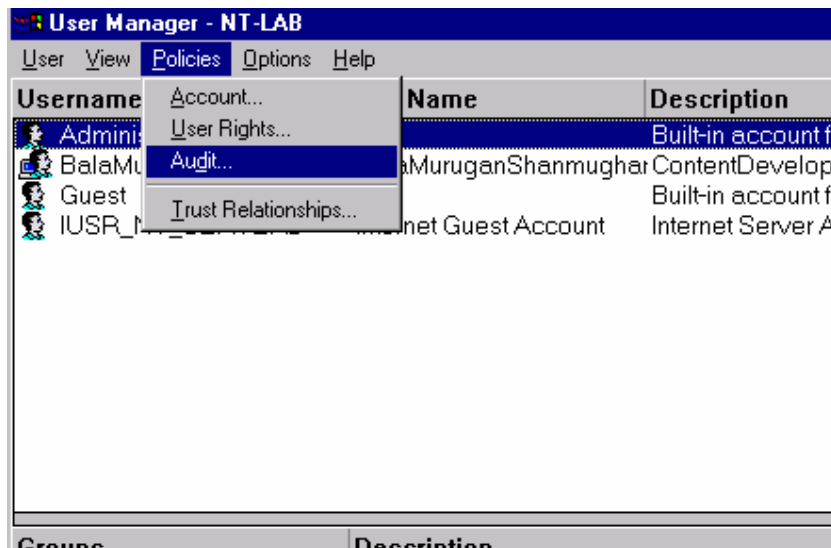 User Manager - NT-LAB
User View Policies Options Help
Username Name Description
Account...
User Rights...
Audit...
Trust Relationships...
Built-in account f
ContentDevelop
Guest Built-in account f
Internet Guest Account Internet Server A
Groups Description